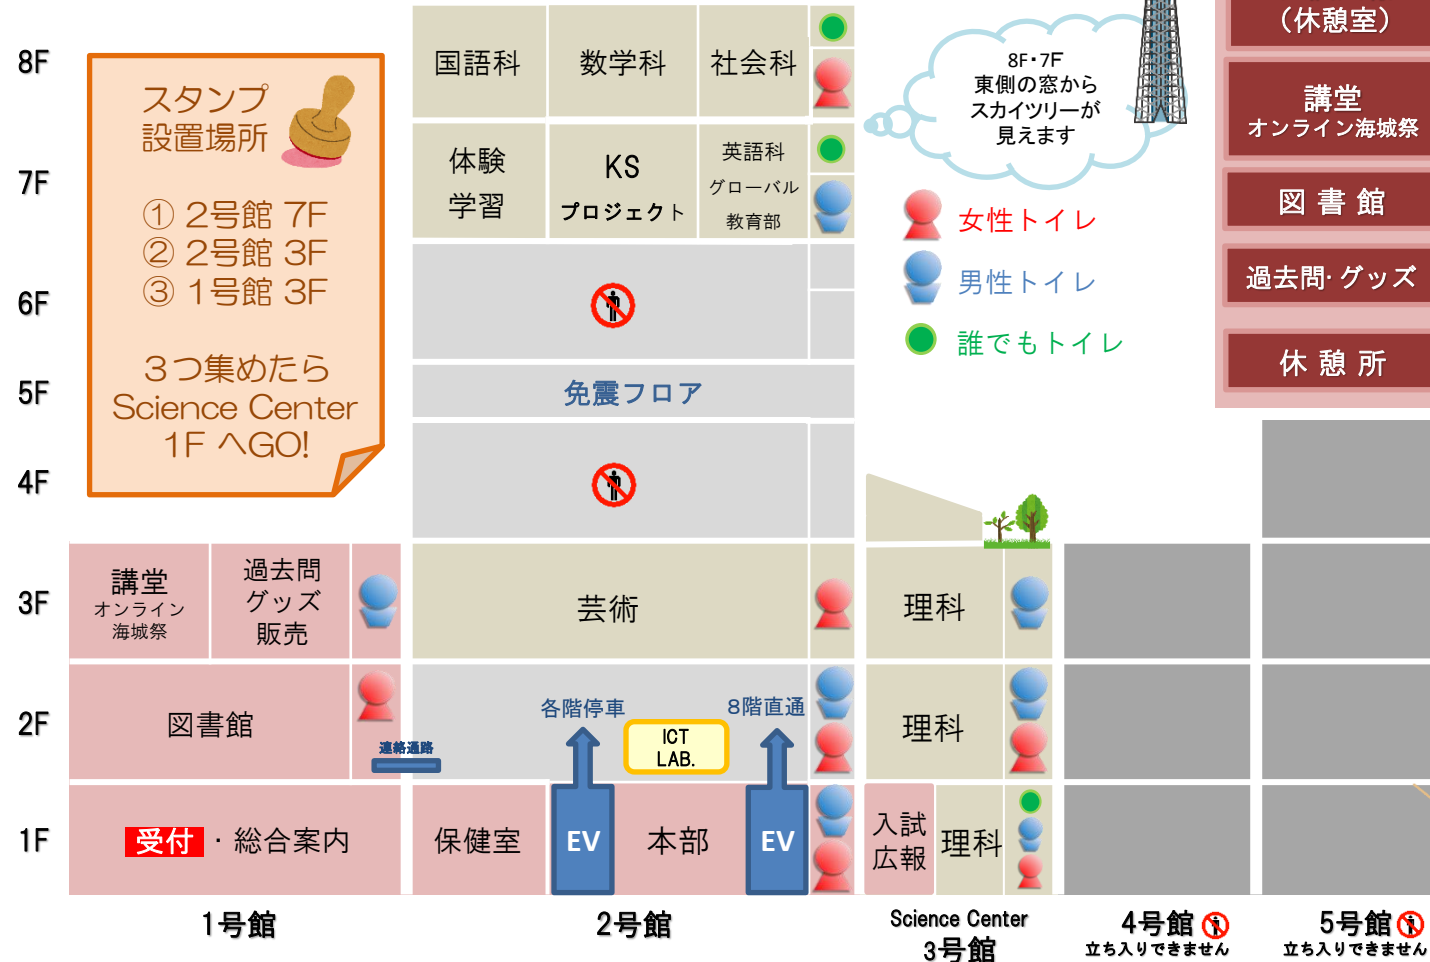 8F
7F
6F
5F
4F
3F
2F
1F
スタンプ
設置場所
① 2号館 7F
② 2号館 3F
③ 1号館 3F
3つ集めたら
Science Center
1F へGO!
国語科
数学科
社会科
体験
学習
KS
プロジェクト
英語科
グローバル
教育部
免震フロア
芸術
各階停車
8階直通
ICT
LAB.
保健室
EV
本部
EV
講堂
オンライン
海城祭
過去問
グッズ
販売
図書館
連絡通路
受付・総合案内
8F・7F
東側の窓から
スカイツリーが
見えます
女性トイレ
男性トイレ
誰でもトイレ
理科
理科
入試
広報
理科
（休憩室）
講堂
オンライン海城祭
図書館
過去問・グッズ
休憩所
1号館
2号館
Science Center
3号館
4号館
立ち入りできません
5号館
立ち入りできません